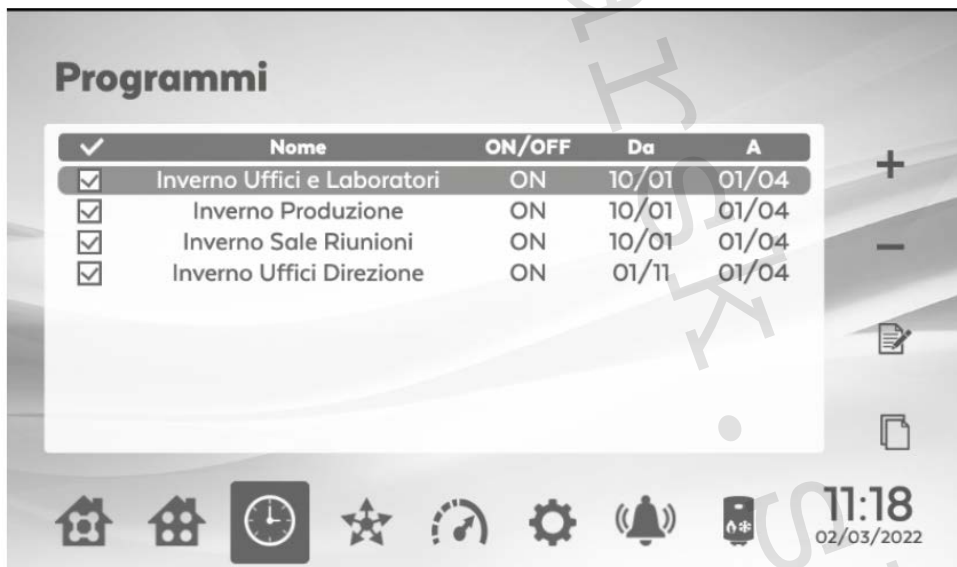 Programmi
Nome ON/OFF Da A
Inverno Uffici e Laboratori ON 10/01 01/04
Inverno Produzione ON 10/01 01/04
Inverno Sale Riunioni ON 10/01 01/04
Inverno Uffici Direzione ON 01/11 01/04
11:18
02/03/2022